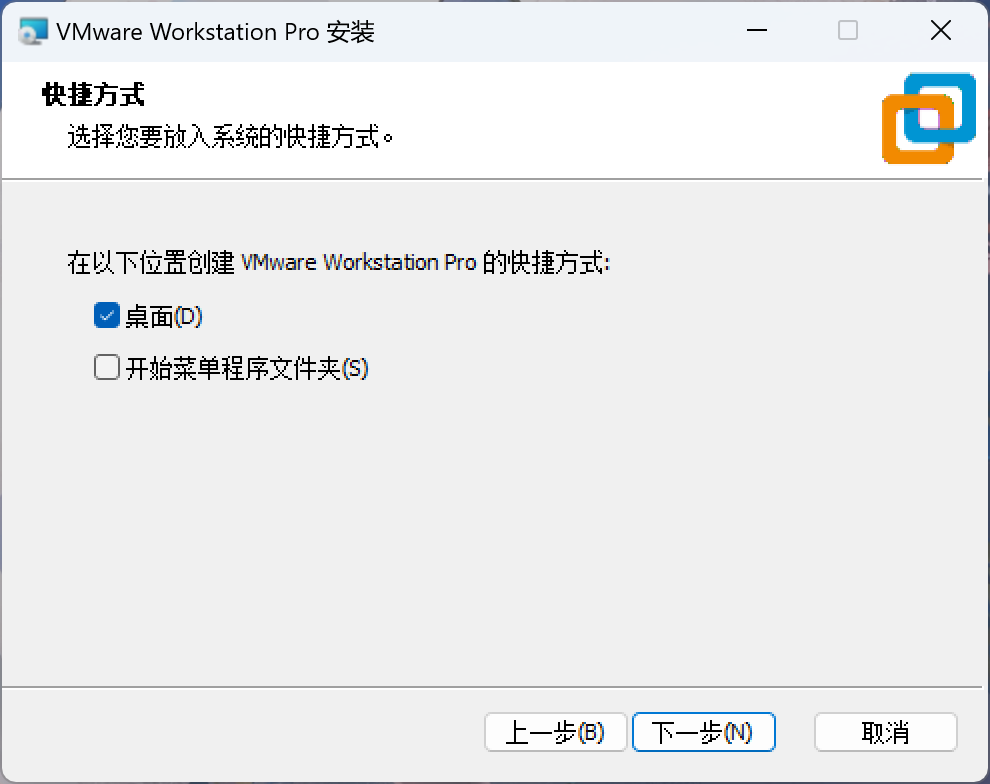 VMware Workstation Pro 安装
快捷方式
选择您要放入系统的快捷方式。
在以下位置创建 VMware Workstation Pro 的快捷方式:
桌面(D)
开始菜单程序文件夹(S)
上一步(B) 下一步(N) 取消